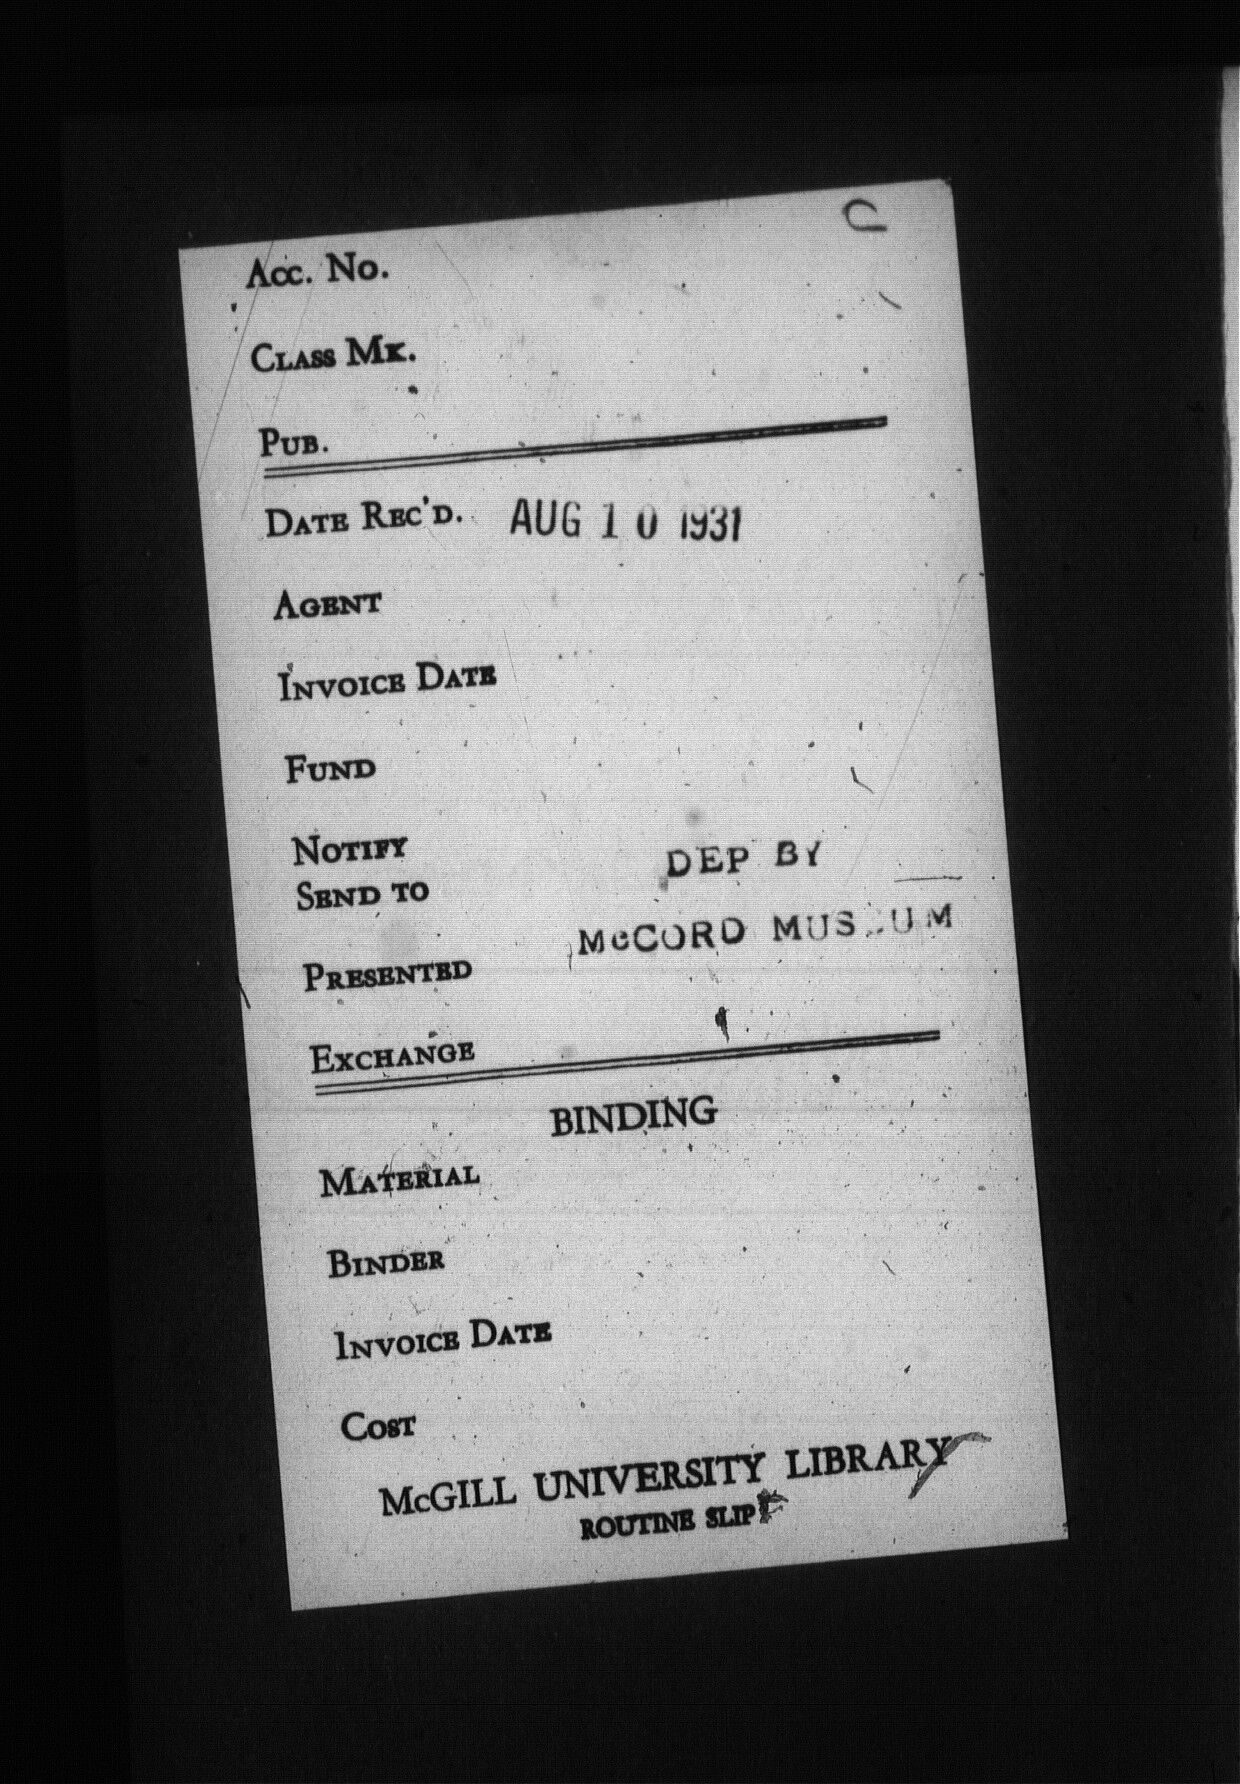 Acc. No.
Class Mk.
Pub.
Date Rec'd. AUG 10 1931
Agent
Invoice Date
Fund
Notify
Send to
DEP BY
McCORD MUS UM
Presented
Exchange
BINDING
Material
Binder
Invoice Date
Cost
McGILL UNIVERSITY LIBRARY
ROUTINE SLIP